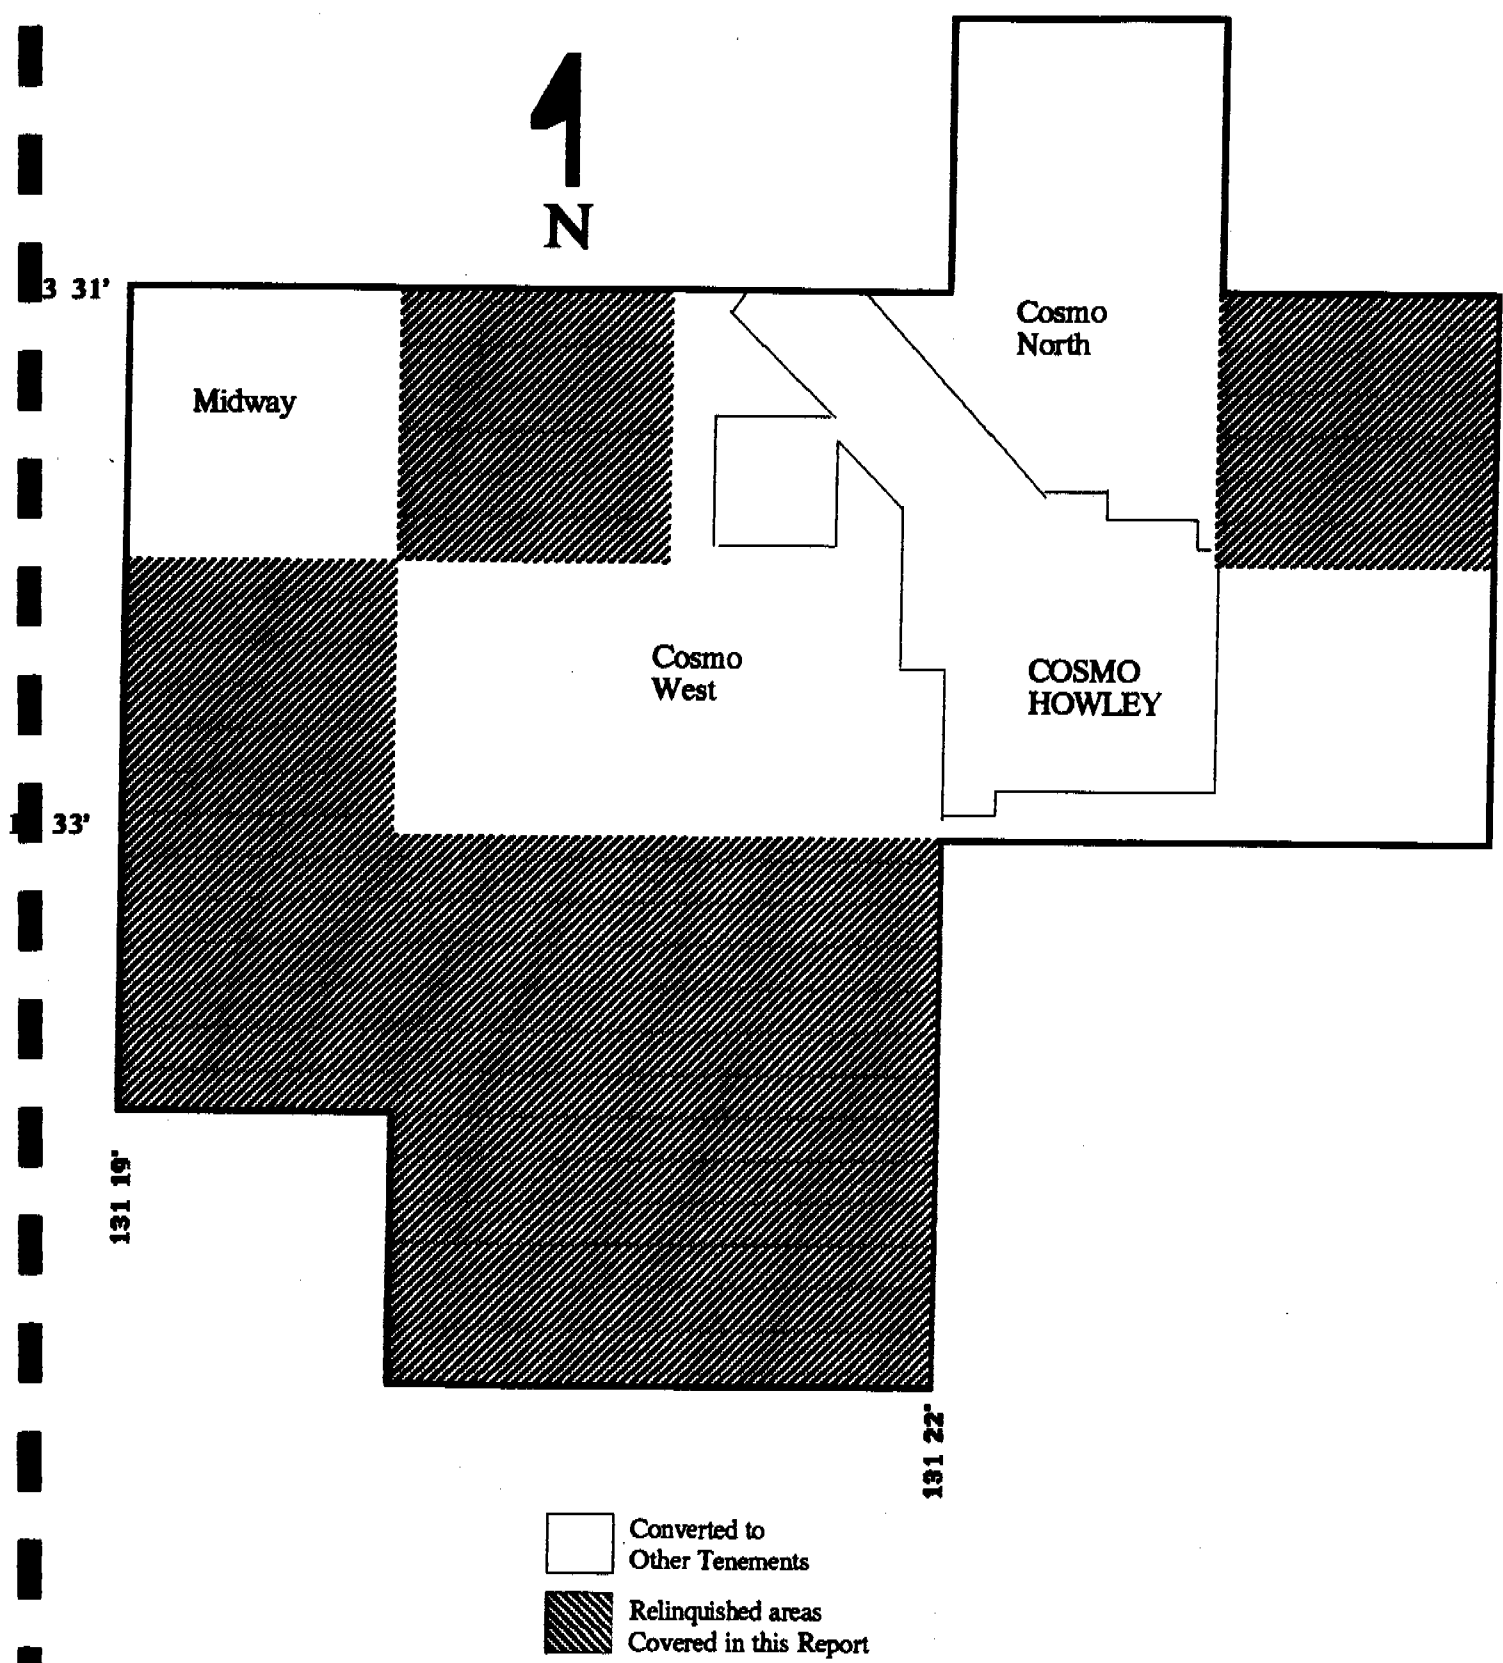 N
3 31'
Cosmo
North
Midway
Cosmo
West
COSMO
HOWLEY
33'
131 19'
131 22'
Converted to
Other Tenements
Relinquished areas
Covered in this Report